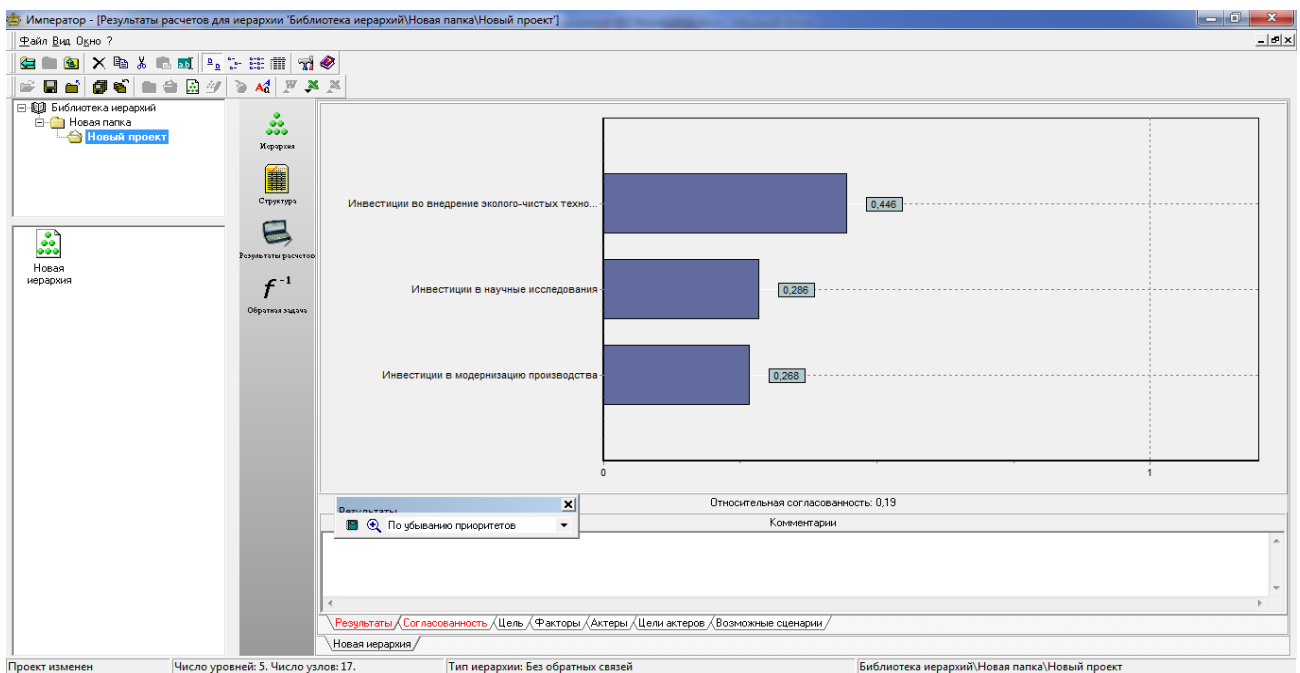 Император - [Результаты расчетов для иерархии 'Библиотека иерархий\Новая папка\Новый проект']
Файл Вид Окно ?
Библиотека иерархий
Новая папка
Новый проект
Новая
иерархия
Иерархия
Структура
Результаты расчетов
f⁻¹
Обратная задача
Инвестиции во внедрение эколого-чистых техно...
0,446
Инвестиции в научные исследования
0,286
Инвестиции в модернизацию производства
0,268
0
1
Относительная согласованность: 0,19
Результаты
По убыванию приоритетов
Комментарии
Результаты Согласованность Цель Факторы Актеры Цели актеров Возможные сценарии
Новая иерархия
Проект изменен Число уровней: 5. Число узлов: 17. Тип иерархии: Без обратных связей Библиотека иерархий\Новая папка\Новый проект